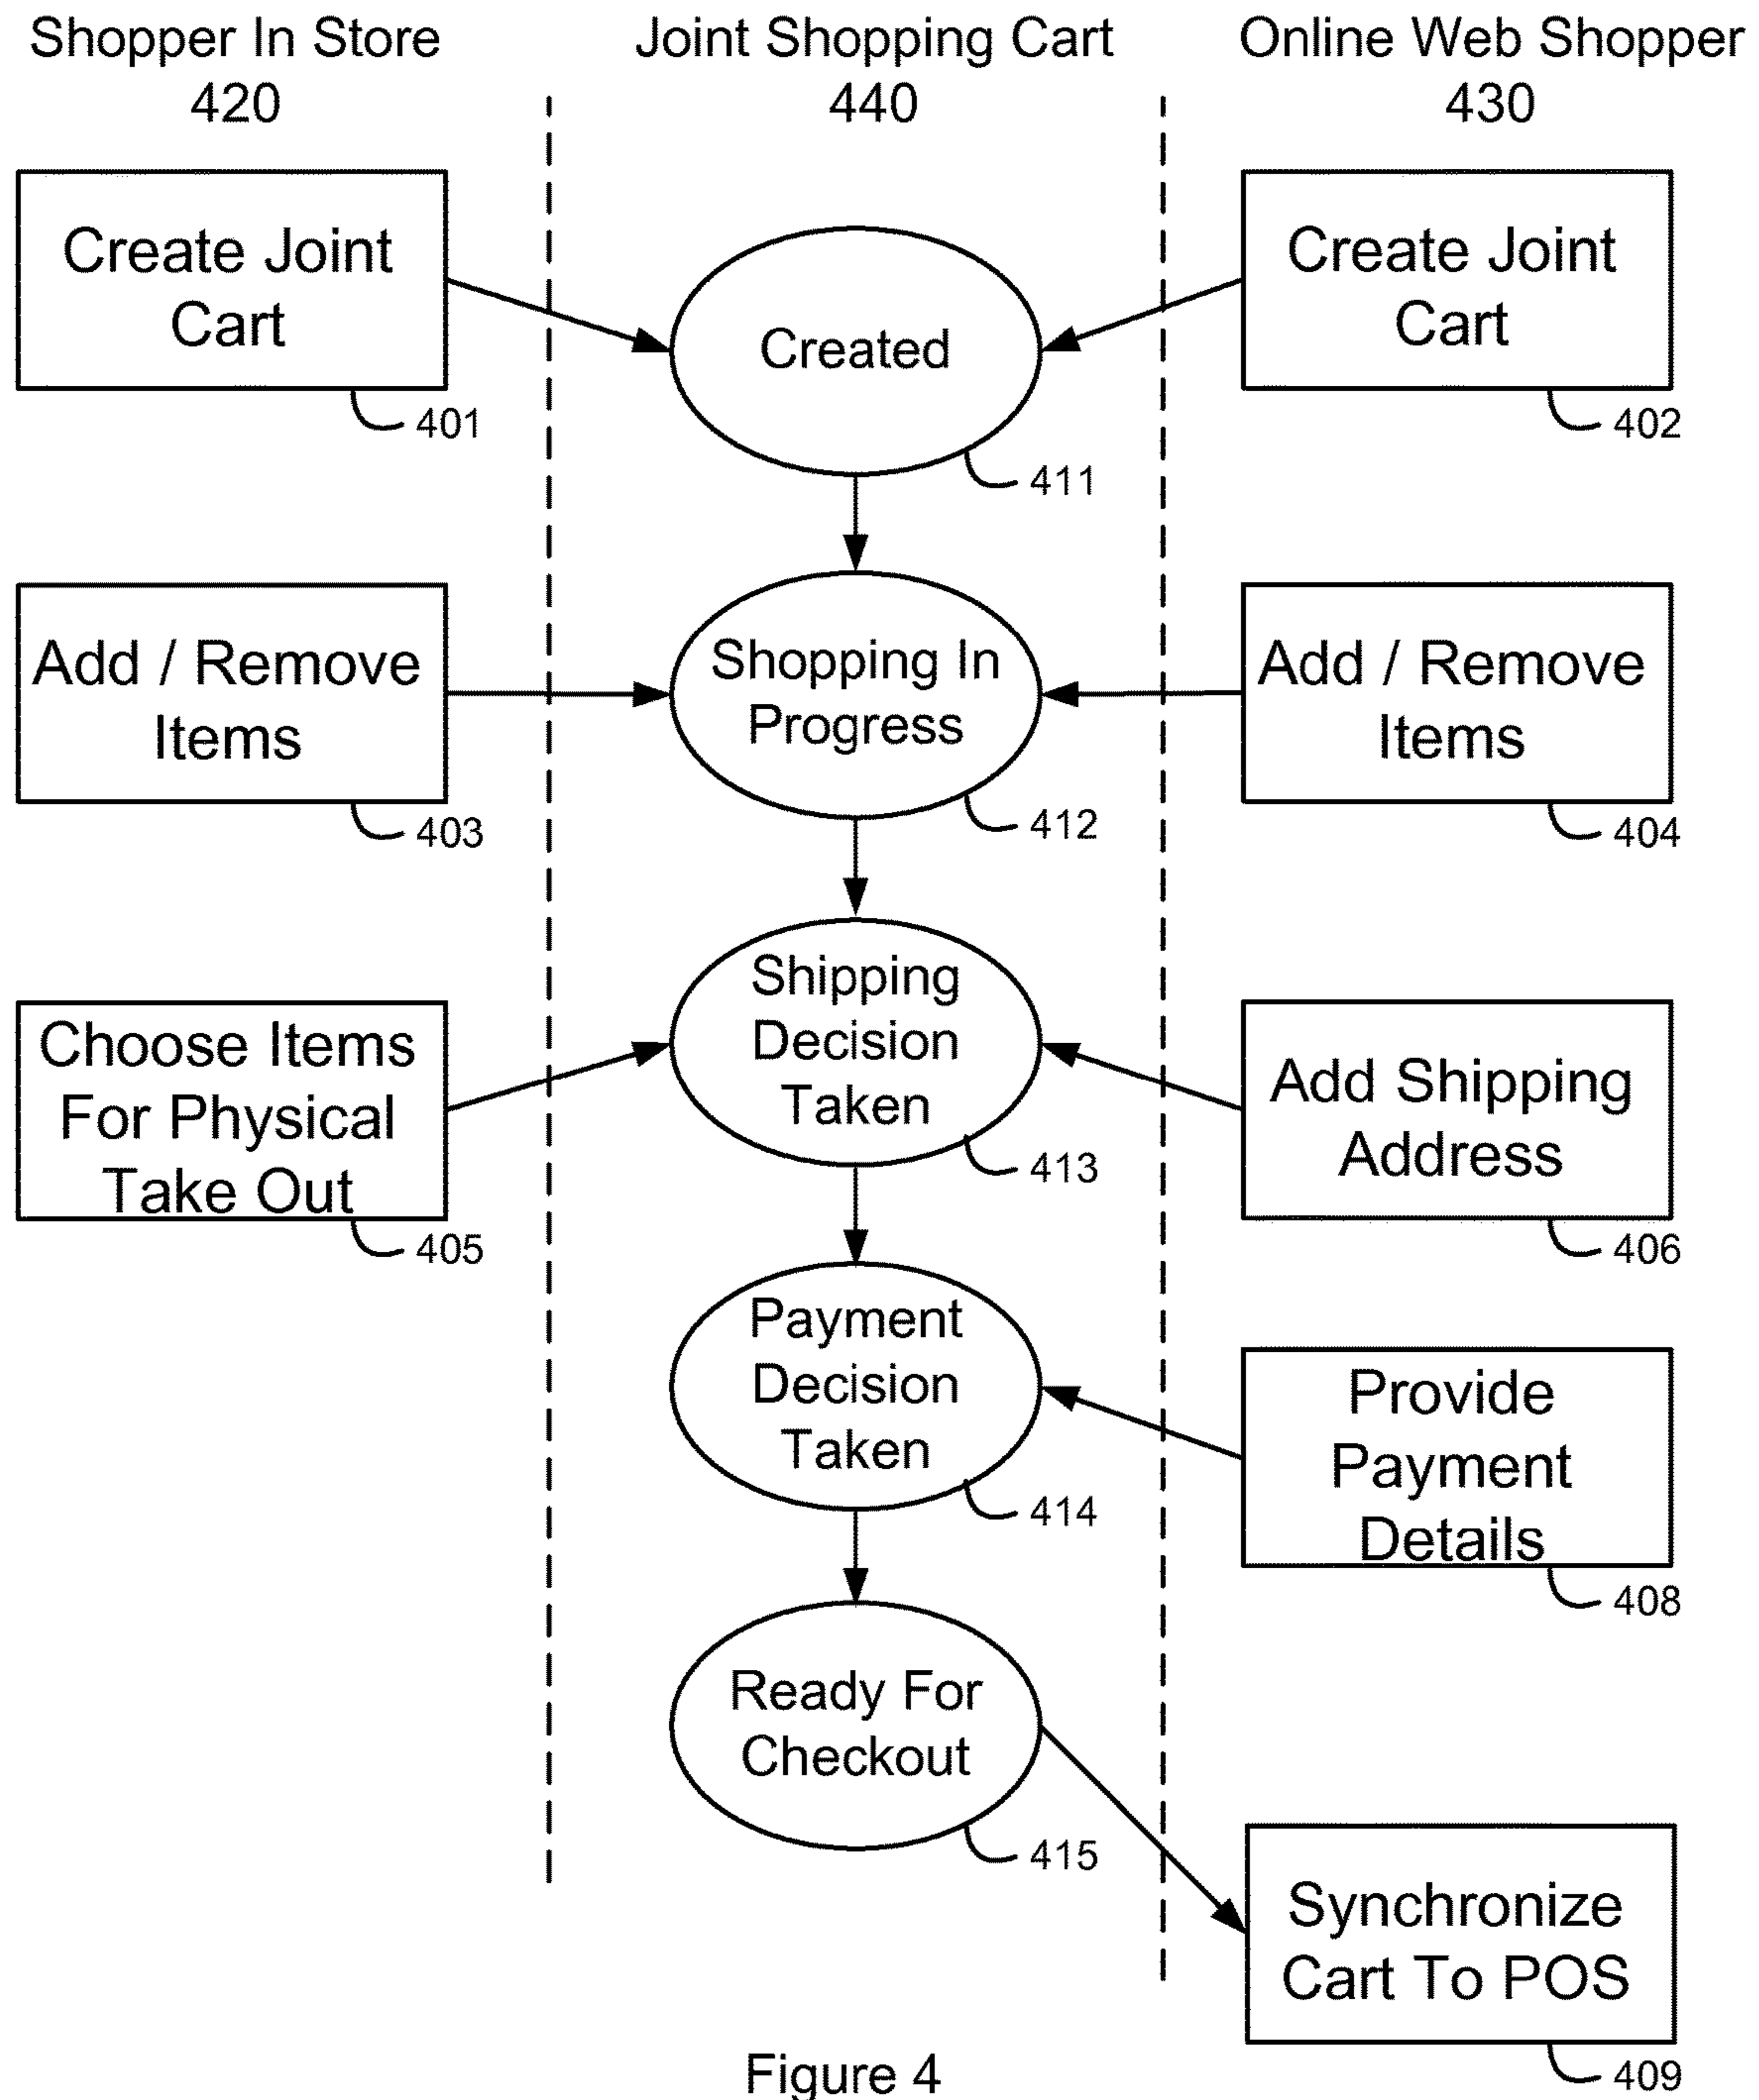 Shopper In Store
420
Joint Shopping Cart
440
Online Web Shopper
430
Create Joint
Cart
401
Created
411
Create Joint
Cart
402
Add / Remove
Items
403
Shopping In
Progress
412
Add / Remove
Items
404
Choose Items
For Physical
Take Out
405
Shipping
Decision
Taken
413
Add Shipping
Address
406
Payment
Decision
Taken
414
Provide
Payment
Details
408
Ready For
Checkout
415
Synchronize
Cart To POS
409
Figure 4